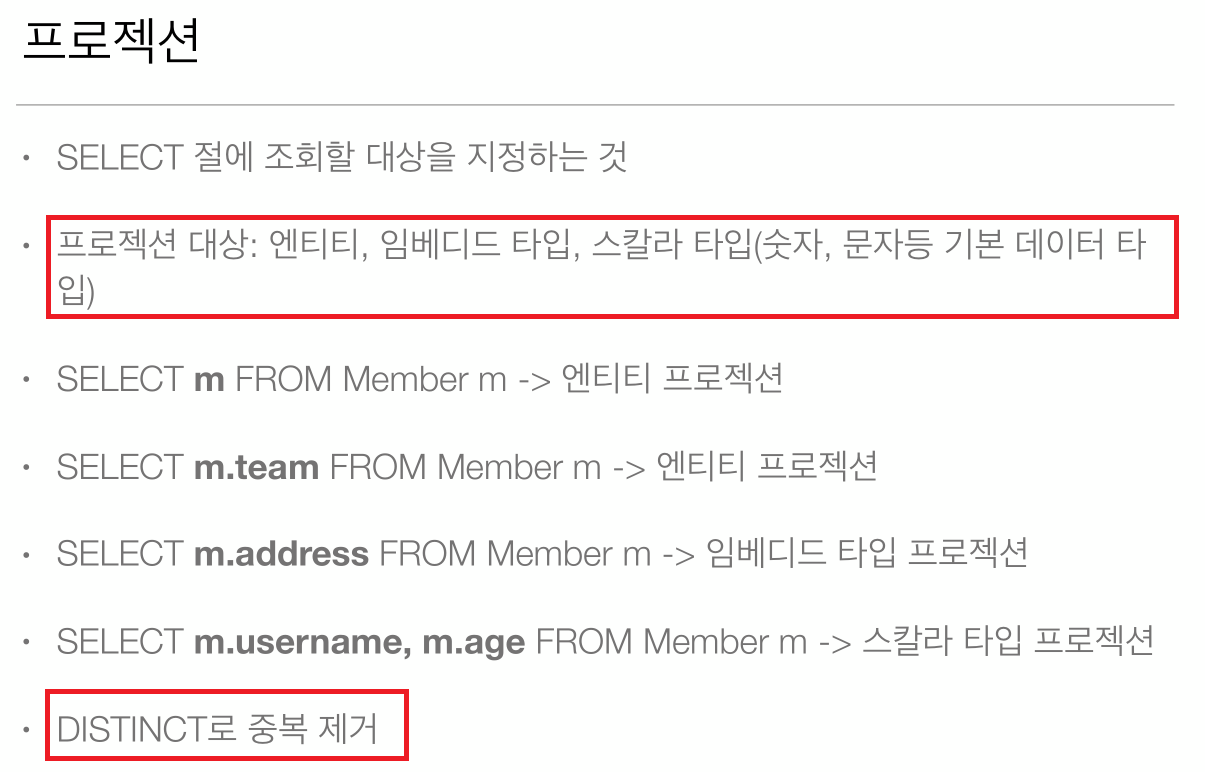 프로젝션
• SELECT 절에 조회할 대상을 지정하는 것
• 프로젝션 대상: 엔티티, 임베디드 타입, 스칼라 타입(숫자, 문자등 기본 데이터 타
입)
• SELECT m FROM Member m -> 엔티티 프로젝션
• SELECT m.team FROM Member m -> 엔티티 프로젝션
• SELECT m.address FROM Member m -> 임베디드 타입 프로젝션
• SELECT m.username, m.age FROM Member m -> 스칼라 타입 프로젝션
• DISTINCT로 중복 제거